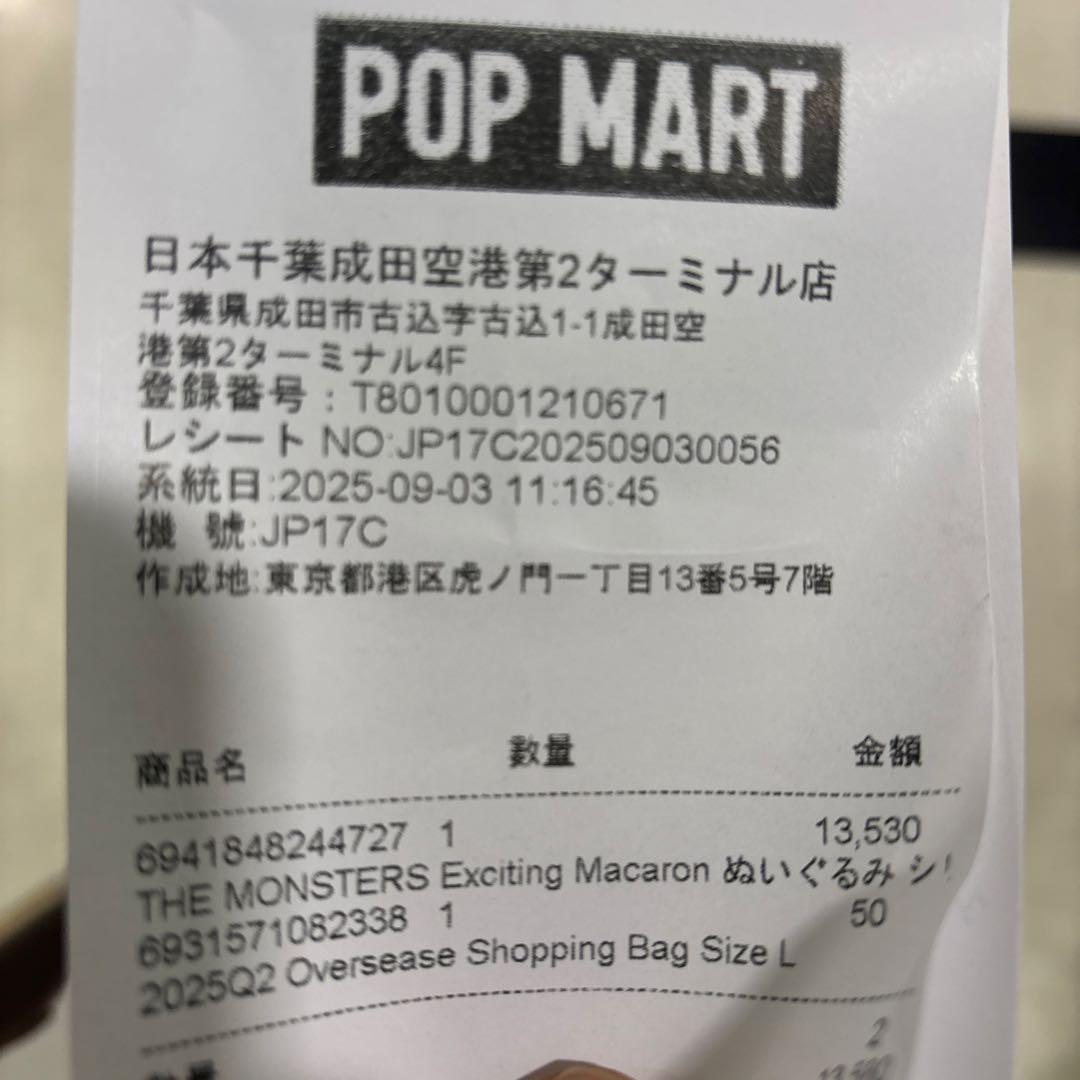 POP MART
日本千葉成田空港第2ターミナル店
千葉県成田市古込字古込1-1成田空
港第2ターミナル4F
登録番号：T8010001210671
レシート NO:JP17C202509030056
系統日:2025-09-03 11:16:45
機 號:JP17C
作成地:東京都港区虎ノ門一丁目13番5号7階
商品名 数量 金額
6941848244727 1 13,530
THE MONSTERS Exciting Macaron ぬいぐるみ シ
6931571082338 1 50
2025Q2 Oversease Shopping Bag Size L
2
数量
13,580